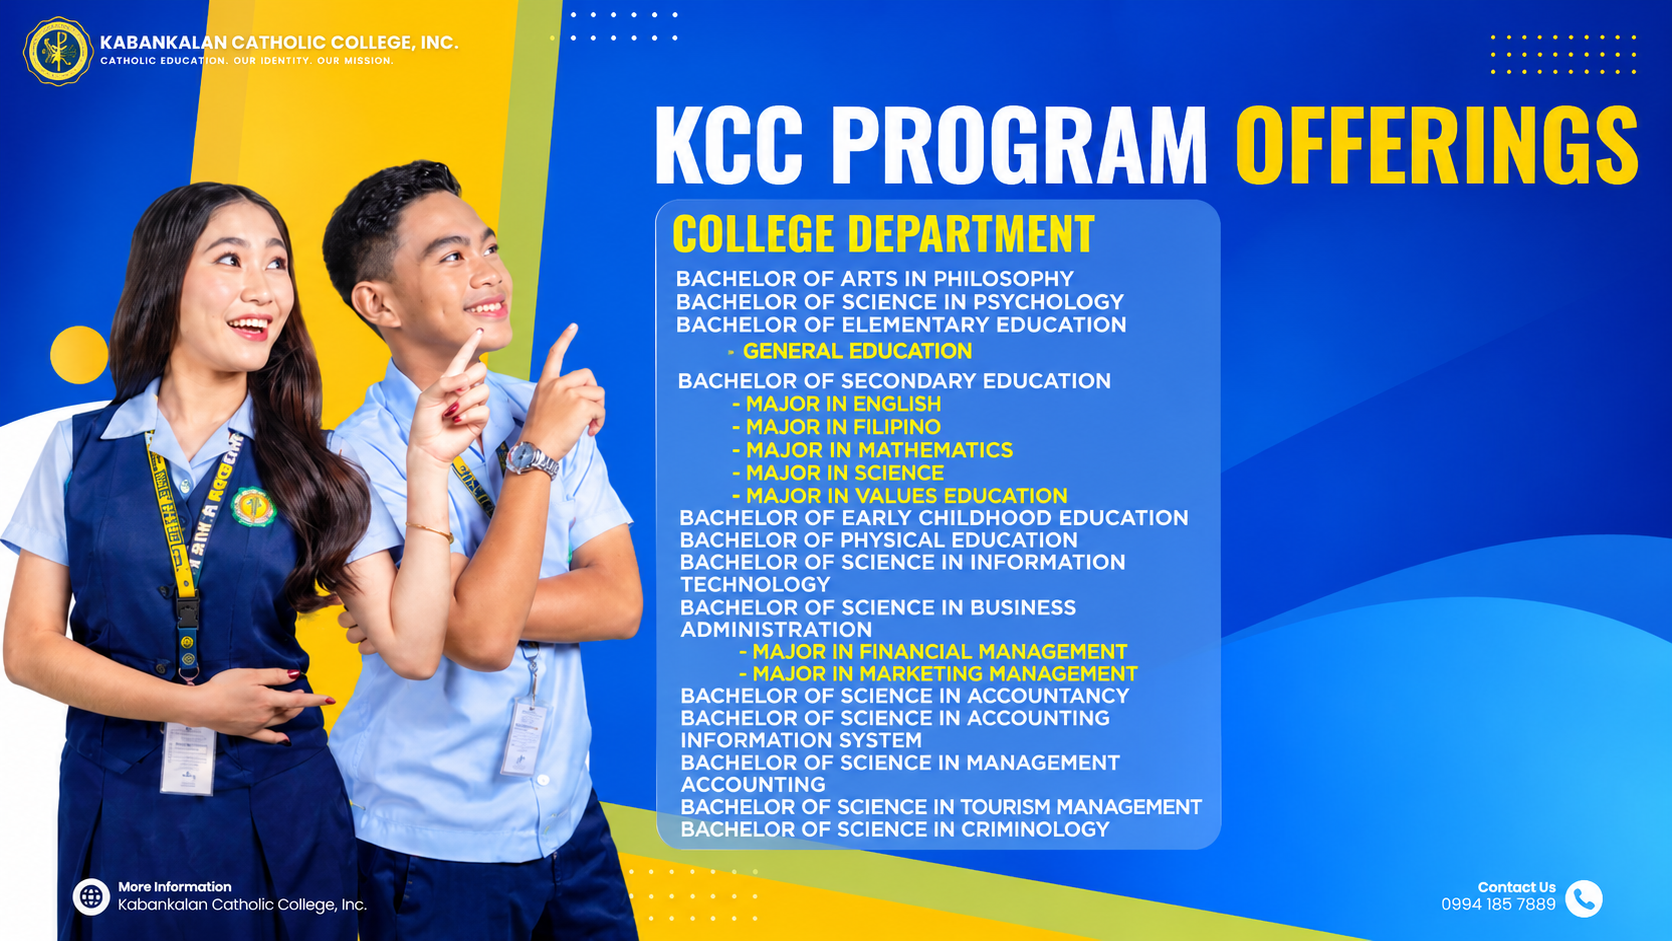 KABANKALAN CATHOLIC COLLEGE, INC.
CATHOLIC EDUCATION. OUR IDENTITY. OUR MISSION.
KCC PROGRAM OFFERINGS
COLLEGE DEPARTMENT
BACHELOR OF ARTS IN PHILOSOPHY
BACHELOR OF SCIENCE IN PSYCHOLOGY
BACHELOR OF ELEMENTARY EDUCATION
- GENERAL EDUCATION
BACHELOR OF SECONDARY EDUCATION
- MAJOR IN ENGLISH
- MAJOR IN FILIPINO
- MAJOR IN MATHEMATICS
- MAJOR IN SCIENCE
- MAJOR IN VALUES EDUCATION
BACHELOR OF EARLY CHILDHOOD EDUCATION
BACHELOR OF PHYSICAL EDUCATION
BACHELOR OF SCIENCE IN INFORMATION
TECHNOLOGY
BACHELOR OF SCIENCE IN BUSINESS
ADMINISTRATION
- MAJOR IN FINANCIAL MANAGEMENT
- MAJOR IN MARKETING MANAGEMENT
BACHELOR OF SCIENCE IN ACCOUNTANCY
BACHELOR OF SCIENCE IN ACCOUNTING
INFORMATION SYSTEM
BACHELOR OF SCIENCE IN MANAGEMENT
ACCOUNTING
BACHELOR OF SCIENCE IN TOURISM MANAGEMENT
BACHELOR OF SCIENCE IN CRIMINOLOGY
More Information
Kabankalan Catholic College, Inc.
Contact Us
0994 185 7889